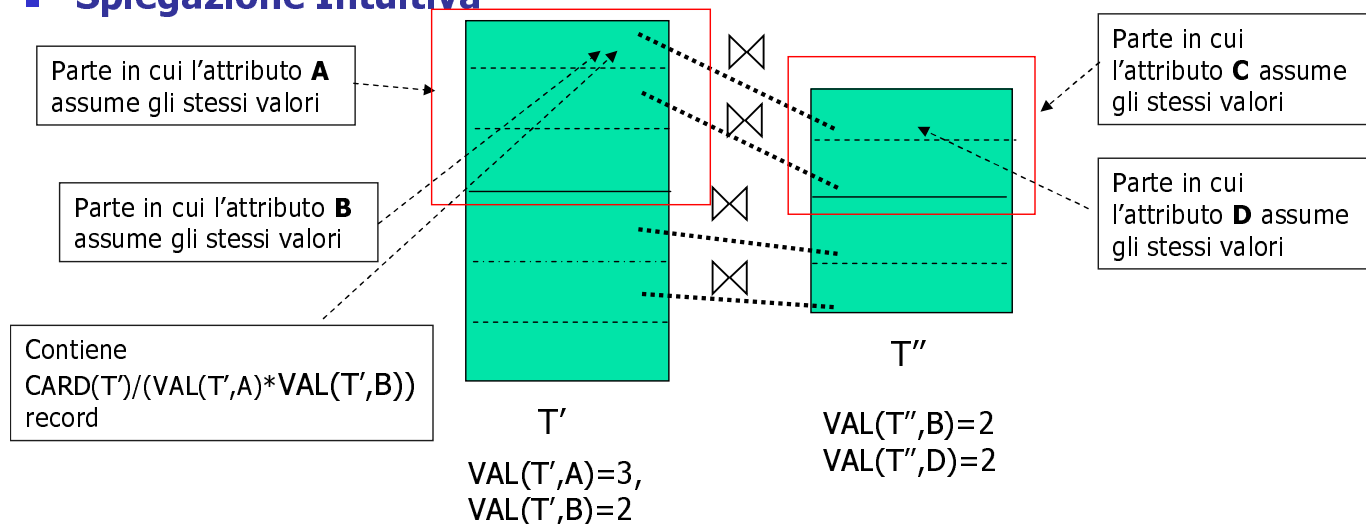 Spiegazione Intuitiva
Parte in cui l'attributo A
assume gli stessi valori
Parte in cui l'attributo B
assume gli stessi valori
Contiene
CARD(T')/(VAL(T',A)*VAL(T',B))
record
T'
VAL(T',A)=3,
VAL(T',B)=2
T''
VAL(T'',B)=2
VAL(T'',D)=2
Parte in cui
l'attributo C assume
gli stessi valori
Parte in cui
l'attributo D assume
gli stessi valori